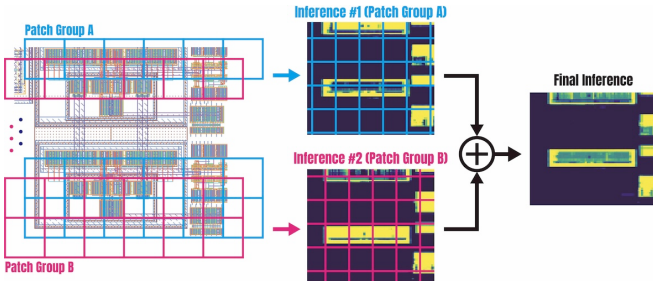 Patch Group A
Inference #1 (Patch Group A)
Final Inference
Inference #2 (Patch Group B)
Patch Group B